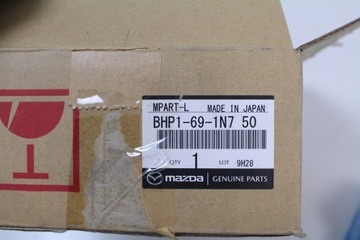 MPART-L MADE IN JAPAN
BHP1-69-1N7 50
QTY 1 LOT 9H28
mazda GENUINE PARTS